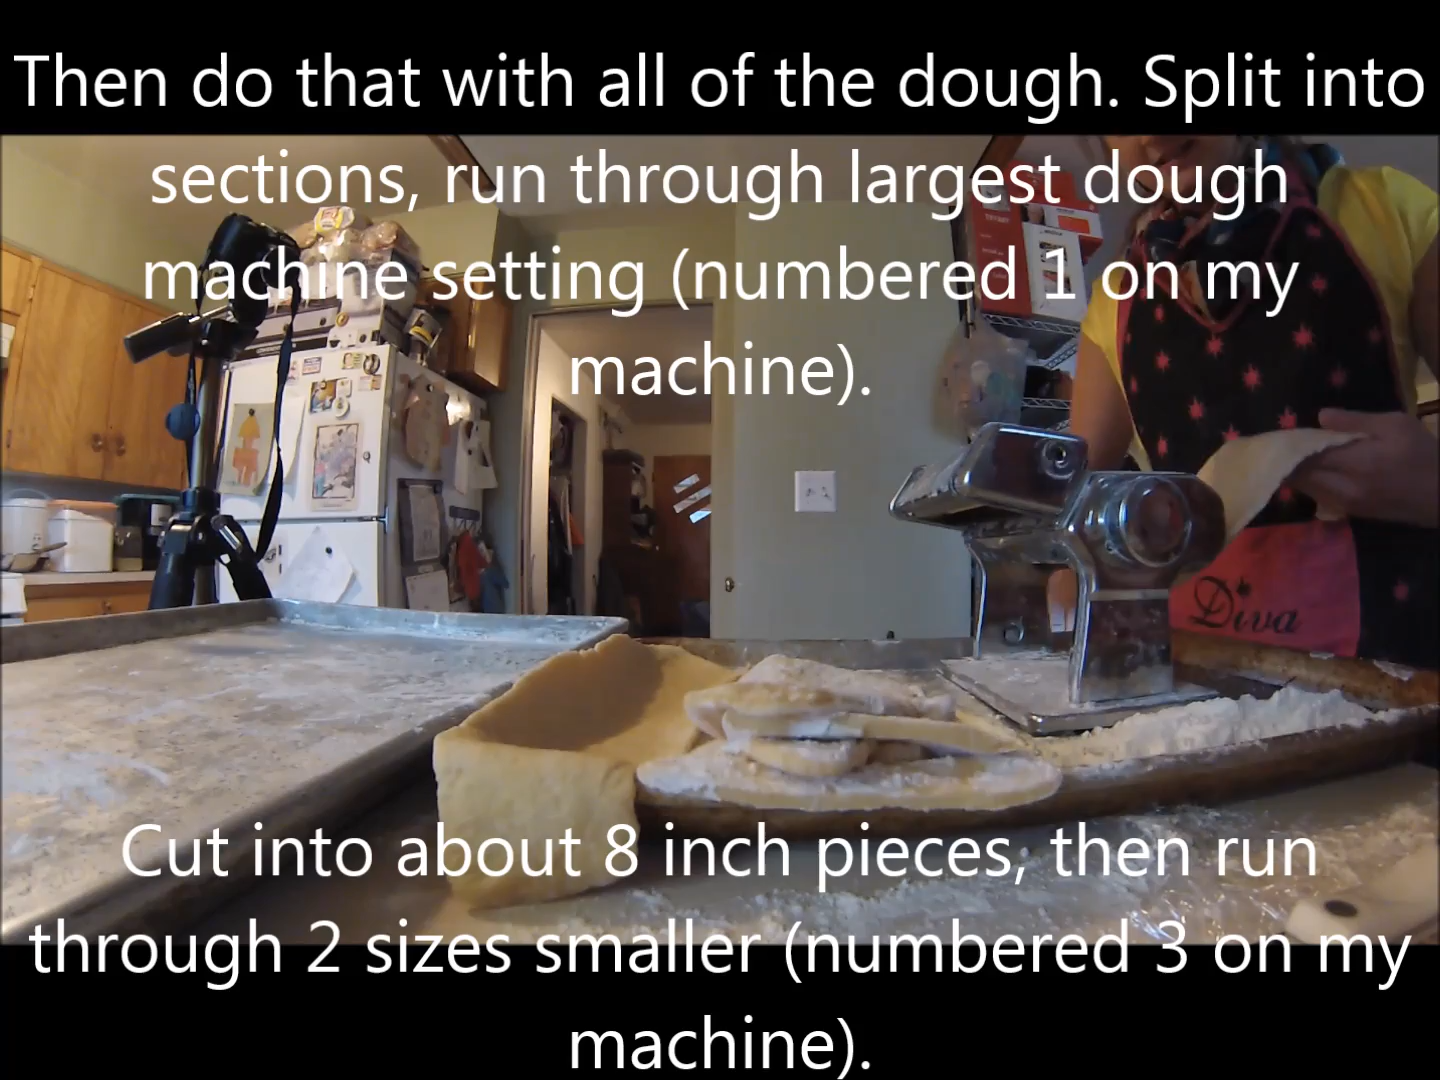 Then do that with all of the dough. Split into
sections, run through largest dough
machine setting (numbered 1 on my
machine).
Diva
Cut into about 8 inch pieces, then run
through 2 sizes smaller (numbered 3 on my
machine).